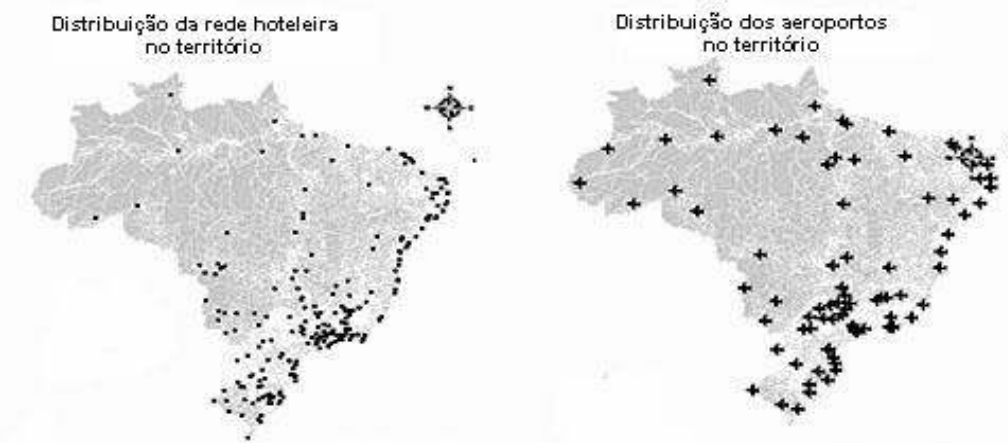 Distribuição da rede hoteleira
no território
Distribuição dos aeroportos
no território